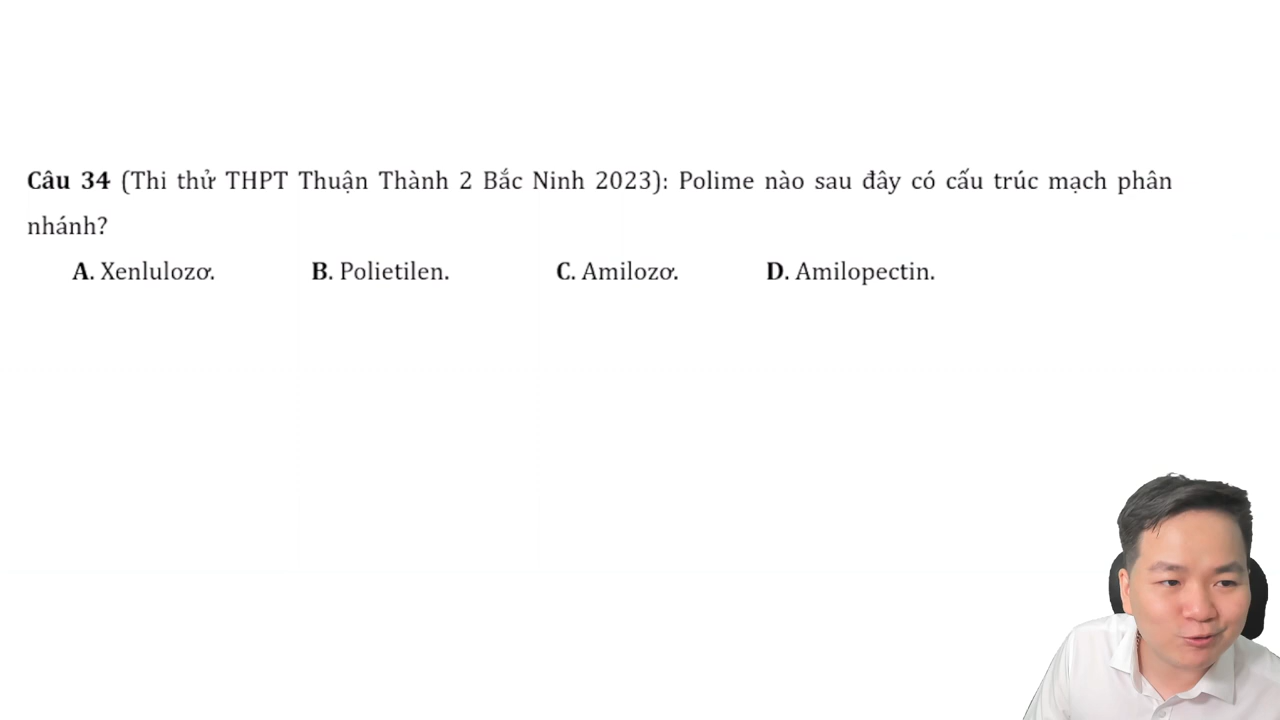 Câu 34 (Thi thử THPT Thuận Thành 2 Bắc Ninh 2023): Polime nào sau đây có cấu trúc mạch phân
nhánh?
A. Xenlulozơ. B. Polietilen. C. Amilozơ. D. Amilopectin.